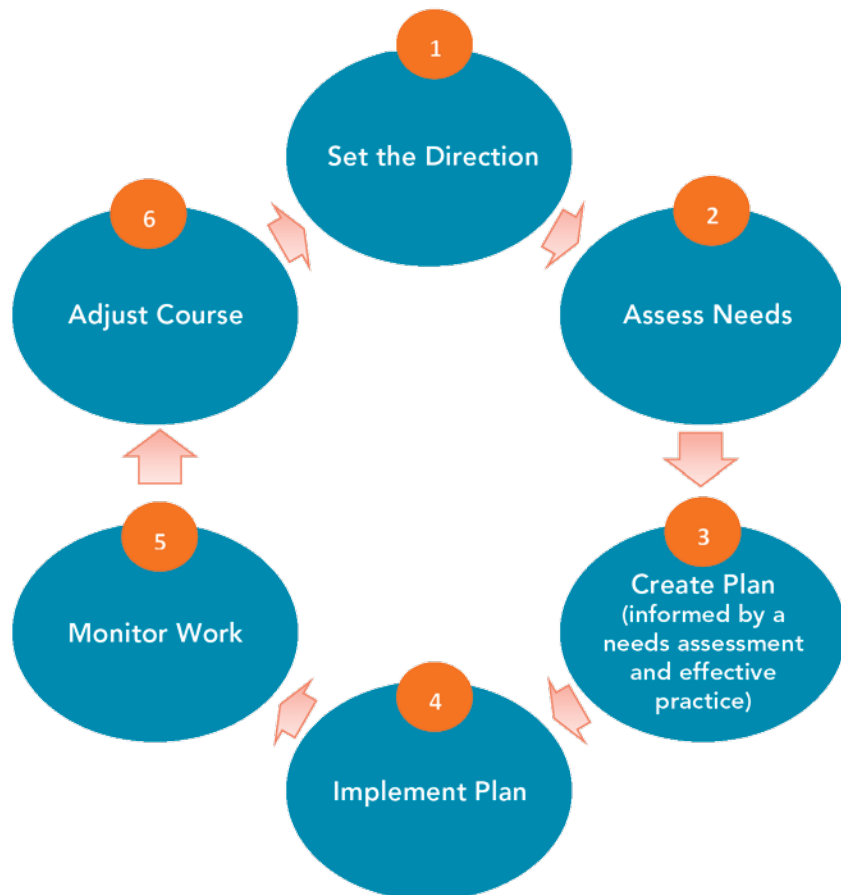 1
Set the Direction
2
Assess Needs
3
Create Plan
(informed by a
needs assessment
and effective
practice)
4
Implement Plan
5
Monitor Work
6
Adjust Course